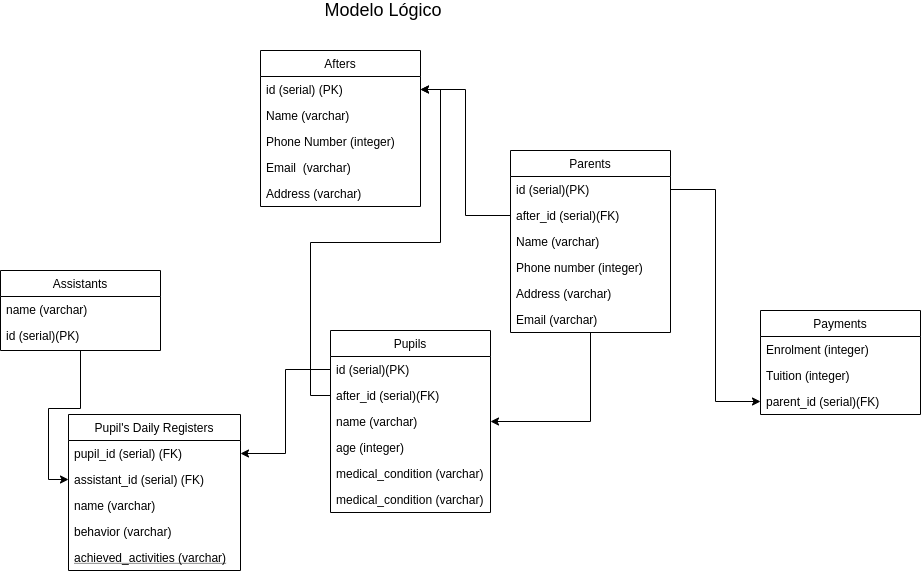 Modelo Lógico
Afters
id (serial) (PK)
Name (varchar)
Phone Number (integer)
Email  (varchar)
Address (varchar)
Parents
id (serial)(PK)
after_id (serial)(FK)
Name (varchar)
Phone number (integer)
Address (varchar)
Email (varchar)
Assistants
name (varchar)
id (serial)(PK)
Payments
Enrolment (integer)
Tuition (integer)
parent_id (serial)(FK)
Pupils
id (serial)(PK)
after_id (serial)(FK)
name (varchar)
age (integer)
medical_condition (varchar)
medical_condition (varchar)
Pupil's Daily Registers
pupil_id (serial) (FK)
assistant_id (serial) (FK)
name (varchar)
behavior (varchar)
achieved_activities (varchar)